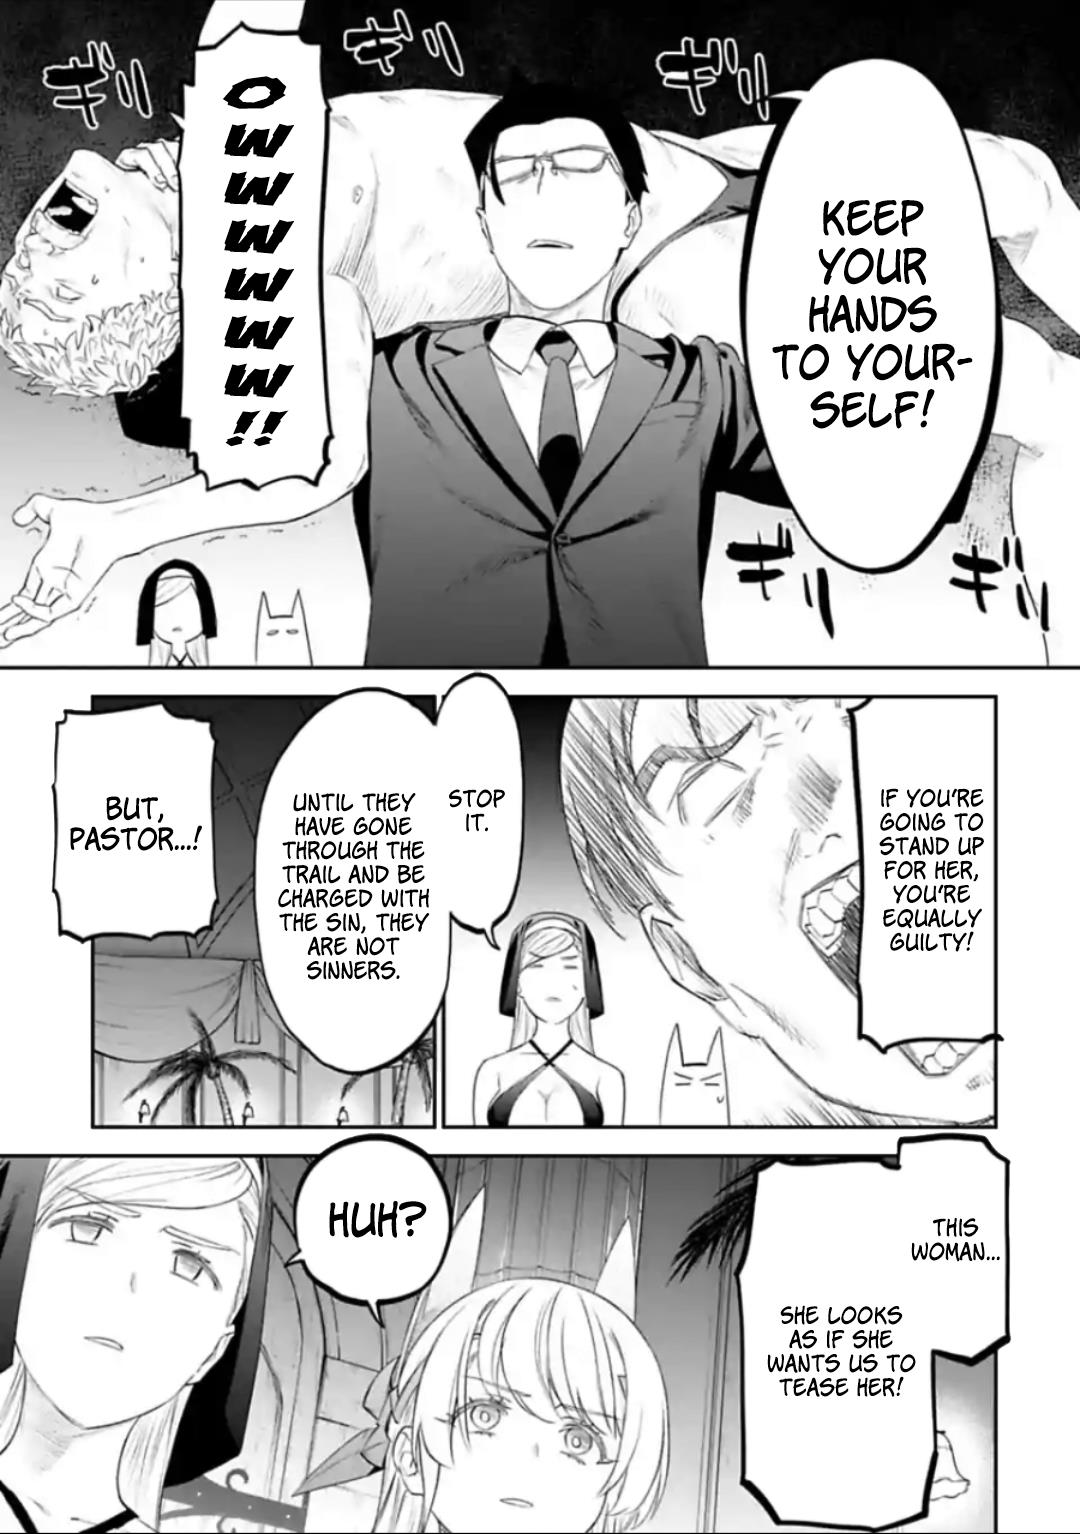 KEEP
YOUR
HANDS
TO YOUR-
SELF!
OWWWWWW!!
ギリ
ギリ
ギリ
ギリ
ギリ
IF YOU'RE
GOING TO
STAND UP
FOR HER,
YOU'RE
EQUALLY
GUILTY!
STOP
IT.
UNTIL THEY
HAVE GONE
THROUGH THE
TRAIL AND BE
CHARGED WITH
THE SIN, THEY
ARE NOT
SINNERS.
BUT,
PASTOR...!
THIS
WOMAN...
SHE LOOKS
AS IF SHE
WANTS US TO
TEASE HER!
HUH?